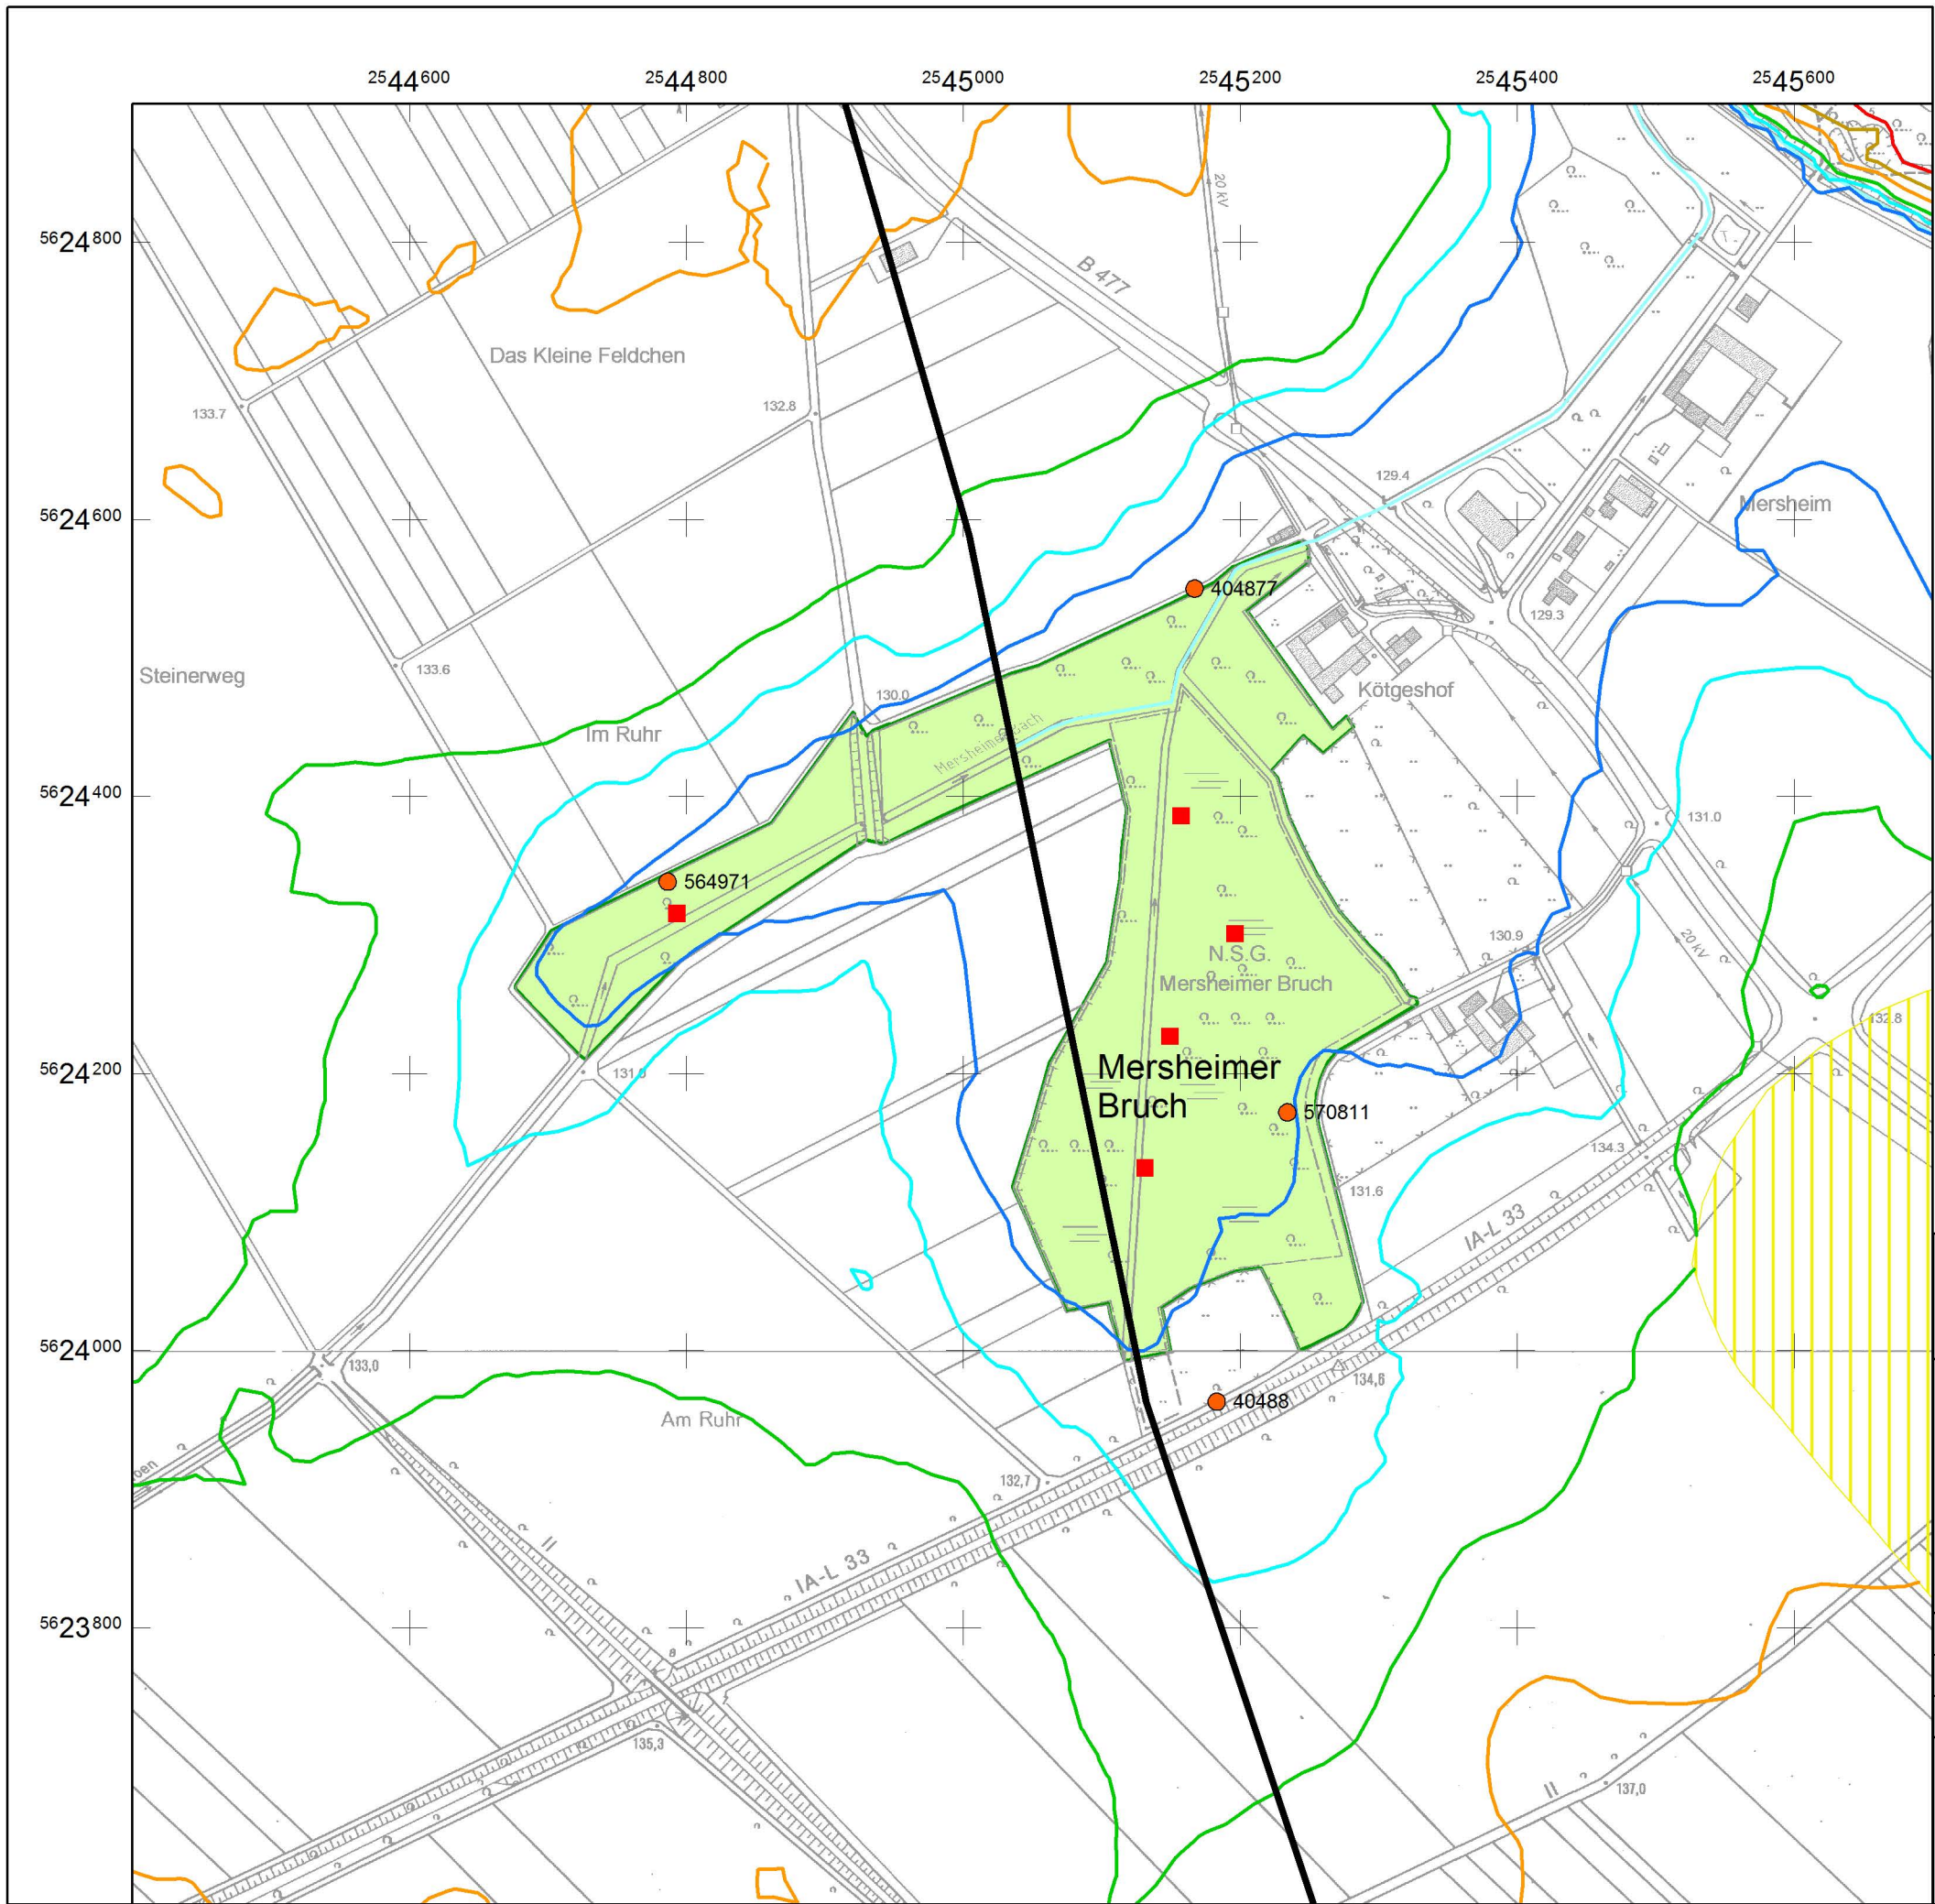 2544600 2544800 2545000 2545200 2545400 2545600
5624800
5624600
5624400
5624200
5624000
5623800
20 kV
B 477
Das Kleine Feldchen
132.8
133.7
129.4
Mersheim
404877
129.3
133.6
Steinerweg
Kötgeshof
130.0
Im Ruhr
Mersheimer Bach
131.0
564971
130.9
20 kV
N.S.G.
Mersheimer Bruch
132.8
Mersheimer
Bruch
570811
134.3
131.6
IA-L 33
133,0
134,6
40488
Am Ruhr
132,7
II
IA-L 33
135,3
II
137,0